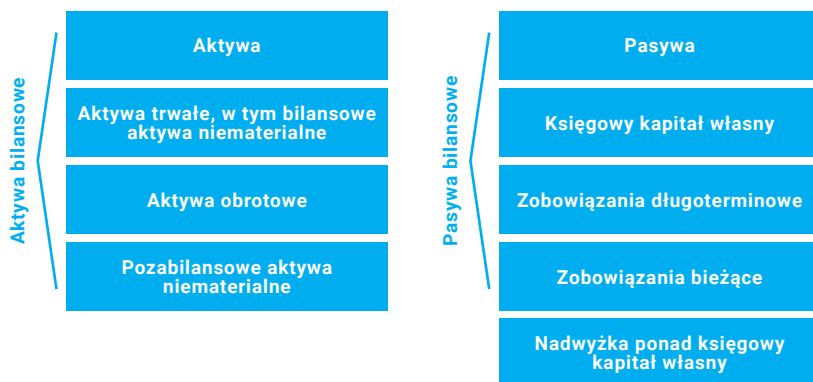 Aktywa bilansowe
Aktywa
Aktywa trwałe, w tym bilansowe
aktywa niematerialne
Aktywa obrotowe
Pozabilansowe aktywa
niematerialne
Pasywa bilansowe
Pasywa
Księgowy kapitał własny
Zobowiązania długoterminowe
Zobowiązania bieżące
Nadwyżka ponad księgowy
kapitał własny